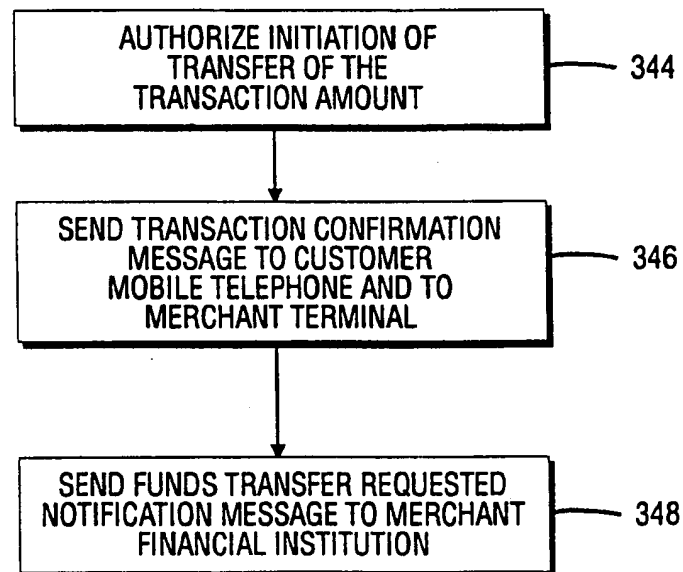 AUTHORIZE INITIATION OF
TRANSFER OF THE
TRANSACTION AMOUNT
344
SEND TRANSACTION CONFIRMATION
MESSAGE TO CUSTOMER
MOBILE TELEPHONE AND TO
MERCHANT TERMINAL
346
SEND FUNDS TRANSFER REQUESTED
NOTIFICATION MESSAGE TO MERCHANT
FINANCIAL INSTITUTION
348